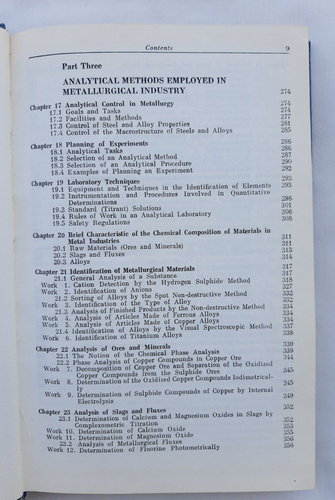 Contents 9
Part Three
ANALYTICAL METHODS EMPLOYED IN
METALLURGICAL INDUSTRY 274
Chapter 17 Analytical Control in Metallurgy 274
17.1 Goals and Tasks 274
17.2 Facilities and Methods 277
17.3 Control of Steel and Alloy Properties 281
17.4 Control of the Macrostructure of Steels and Alloys 285
Chapter 18 Planning of Experiments 286
18.1 Analytical Tasks 286
18.2 Selection of an Analytical Method 287
18.3 Selection of an Analytical Procedure 290
18.4 Examples of Planning an Experiment 292
Chapter 19 Laboratory Techniques 293
19.1 Equipment and Techniques in the Identification of Elements 293
19.2 Instrumentation and Procedures Involved in Quantitative
Determinations 296
19.3 Standard (Titrant) Solutions 301
19.4 Rules of Work in an Analytical Laboratory 306
19.5 Safety Regulations 308
Chapter 20 Brief Characteristic of the Chemical Composition of Materials in
Metal Industries 311
20.1 Raw Materials (Ores and Minerals) 311
20.2 Slags and Fluxes 313
20.3 Alloys 314
Chapter 21 Identification of Metallurgical Materials 317
21.1 General Analysis of a Substance 317
Work 1. Cation Detection by the Hydrogen Sulphide Method
Work 2. Identification of Anions
21.2 Sorting of Alloys by the Spot Non-destructive Method 332
Work 3. Identification of the Type of Alloy
21.3 Analysis of Finished Products by the Non-destructive Method 334
Work 4. Analysis of Articles Made of Ferrous Alloys
Work 5. Analysis of Articles Made of Copper Alloys
21.4 Identification of Alloys by the Visual Spectroscopic Method 337
Work 6. Identification of Titanium Alloys
Chapter 22 Analysis of Ores and Minerals 339
22.1 The Notion of the Chemical Phase Analysis
22.2 Phase Analysis of Copper Compounds in Copper Ore 344
Work 7. Decomposition of Copper Ore and Separation of the Oxidized
Copper Compounds from the Sulphide Ores 345
Work 8. Determination of the Oxidized Copper Compounds Iodometrical-
ly 345
Work 9. Determination of Sulphide Compounds of Copper by Internal
Electrolysis 349
Chapter 23 Analysis of Slags and Fluxes 352
23.1 Determination of Calcium and Magnesium Oxides in Slags by
Complexometric Titration 352
Work 10. Determination of Calcium Oxide
Work 11. Determination of Magnesium Oxide
23.2 Analysis of Fluxes 356
Work 12. Determination of Fluorine Photometrically 356